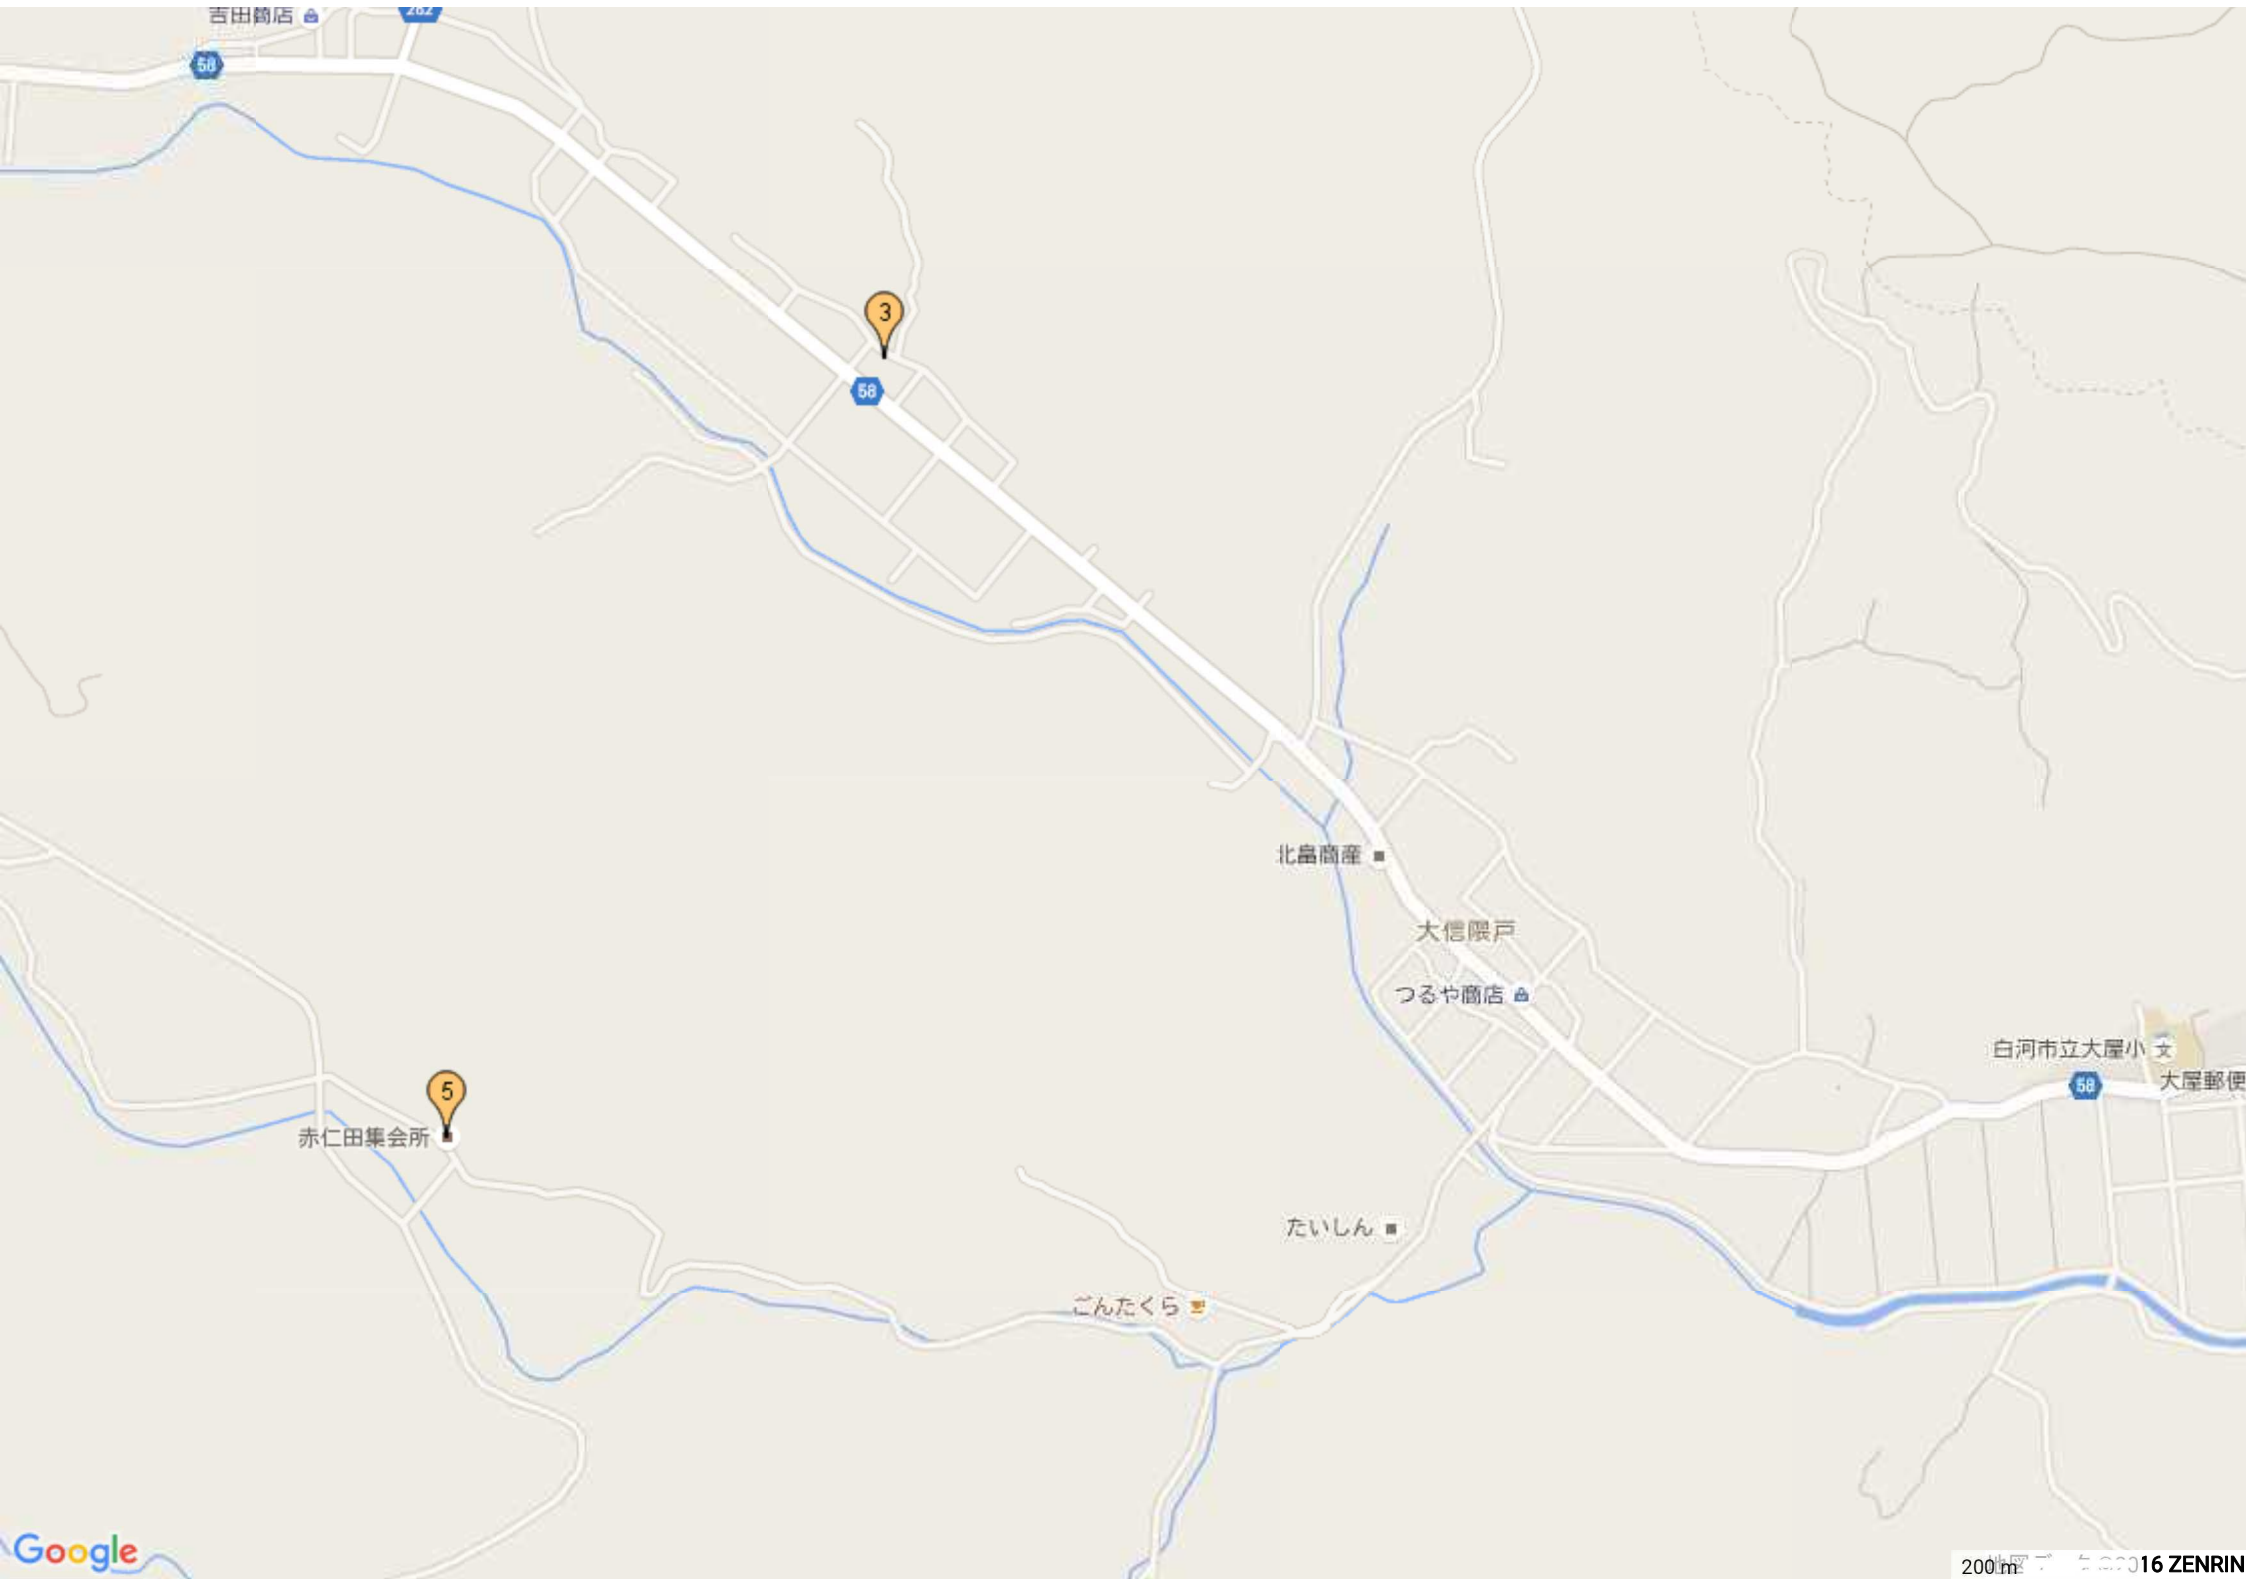 吉田商店
282
58
3
58
北畠商産
大信隈戸
つるや商店
白河市立大屋小
文
58
大屋郵便
5
赤仁田集会所
たいしん
ごんたくら
Google
200 m
16 ZENRIN